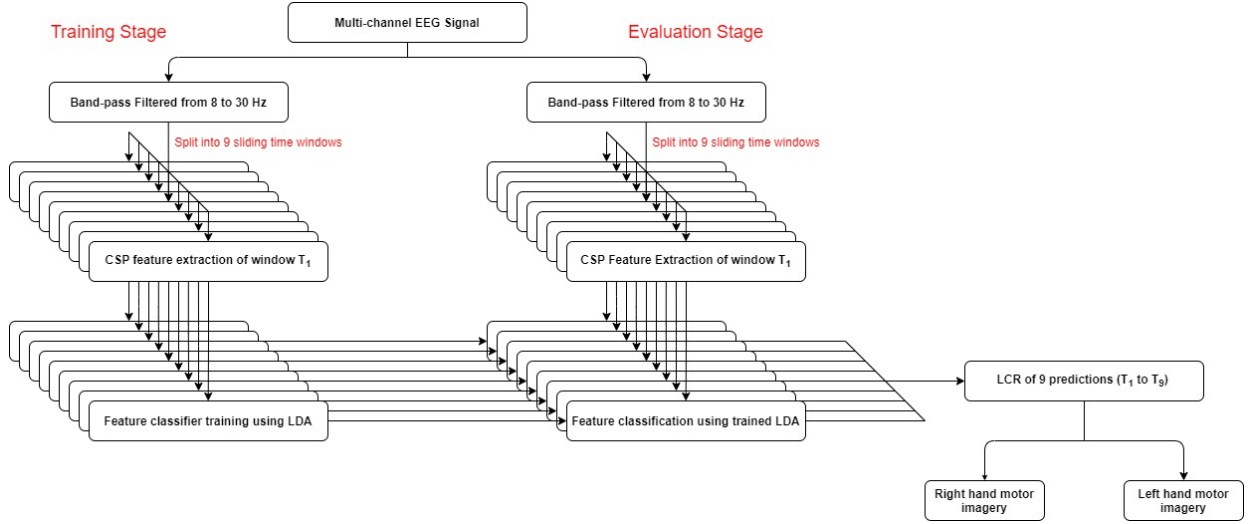 Multi-channel EEG Signal
Training Stage
Evaluation Stage
Band-pass Filtered from 8 to 30 Hz
Band-pass Filtered from 8 to 30 Hz
Split into 9 sliding time windows
Split into 9 sliding time windows
CSP feature extraction of window T1
CSP Feature Extraction of window T1
LCR of 9 predictions (T1 to T9)
Feature classifier training using LDA
Feature classification using trained LDA
Right hand motor
imagery
Left hand motor
imagery